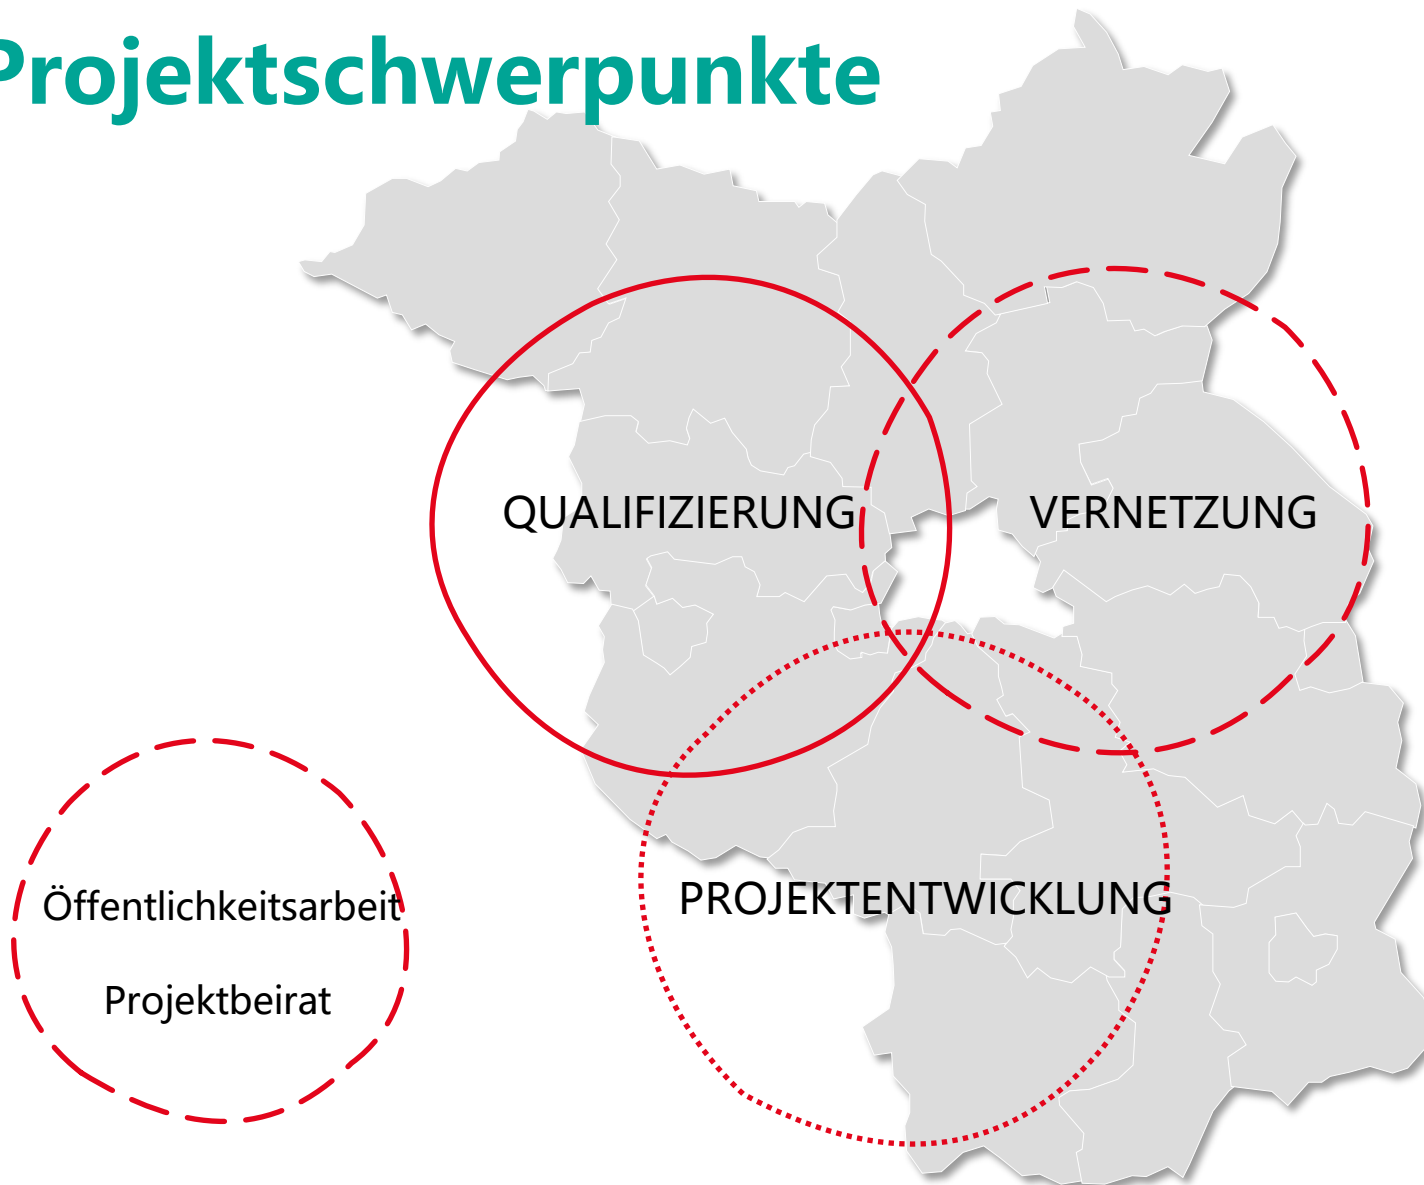 Projektschwerpunkte
QUALIFIZIERUNG
VERNETZUNG
PROJEKTENTWICKLUNG
Öffentlichkeitsarbeit
Projektbeirat